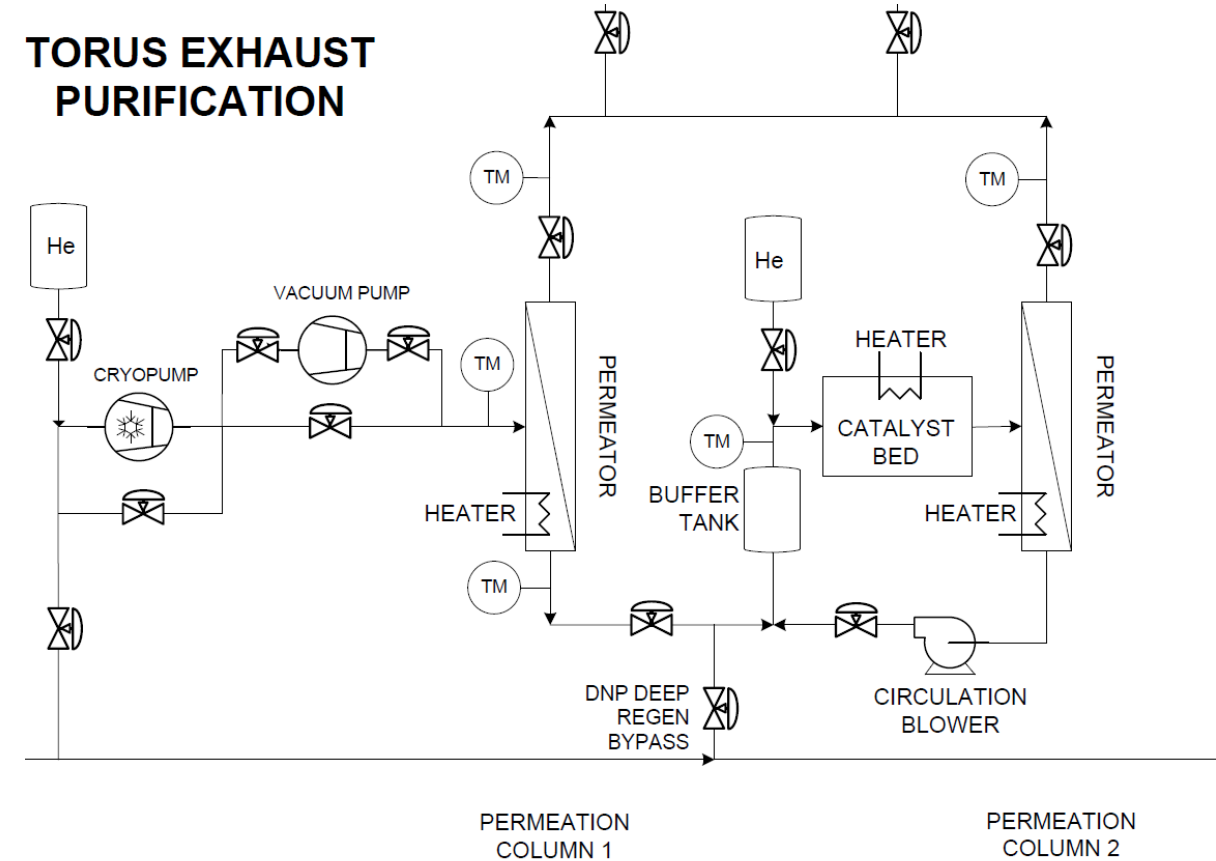 TORUS EXHAUST
PURIFICATION
TM
TM
He
He
VACUUM PUMP
CRYOPUMP
TM
PERMEATOR
HEATER
CATALYST
BED
PERMEATOR
TM
BUFFER
TANK
HEATER
HEATER
TM
DNP DEEP
REGEN
BYPASS
CIRCULATION
BLOWER
PERMEATION
COLUMN 1
PERMEATION
COLUMN 2